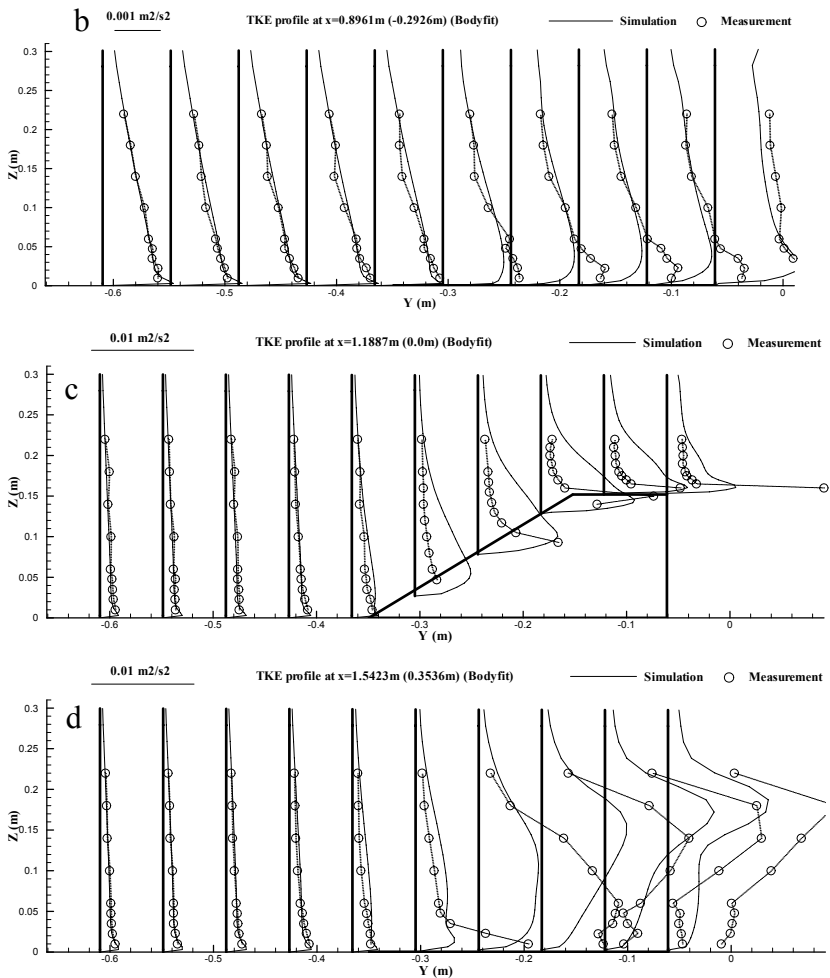 b
0.001 m2/s2
TKE profile at x=0.8961m (-0.2926m) (Bodyfit)
Simulation
Measurement
0.3
0.2
0.1
0.05
0
Z (m)
-0.6
-0.5
-0.4
-0.3
-0.2
-0.1
0
Y (m)
c
0.01 m2/s2
TKE profile at x=1.1887m (0.0m) (Bodyfit)
Simulation
Measurement
0.3
0.25
0.2
0.15
0.1
0.05
0
Z (m)
-0.6
-0.5
-0.4
-0.3
-0.2
-0.1
0
Y (m)
d
0.01 m2/s2
TKE profile at x=1.5423m (0.3536m) (Bodyfit)
Simulation
Measurement
0.3
0.25
0.2
0.15
0.1
0.05
0
Z (m)
-0.6
-0.5
-0.4
-0.3
-0.2
-0.1
0
Y (m)